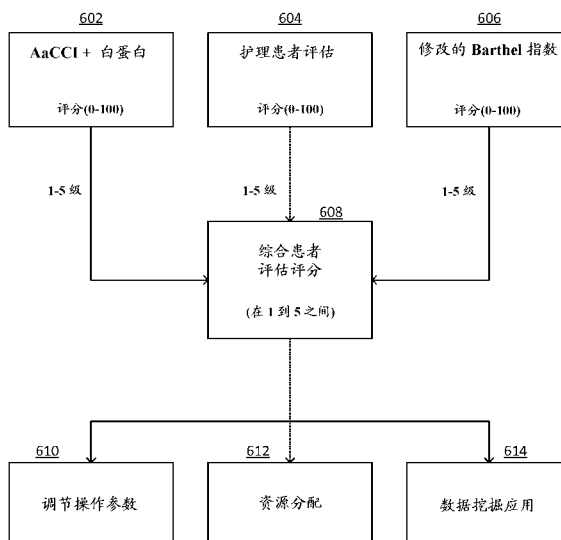 602
604
606
AaCCI + 白蛋白
护理患者评估
修改的 Barthel 指数
评分(0-100)
评分(0-100)
评分(0-100)
1-5 级
1-5 级
1-5 级
608
综合患者
评估评分
(在 1 到 5 之间)
610
612
614
调节操作参数
资源分配
数据挖掘应用